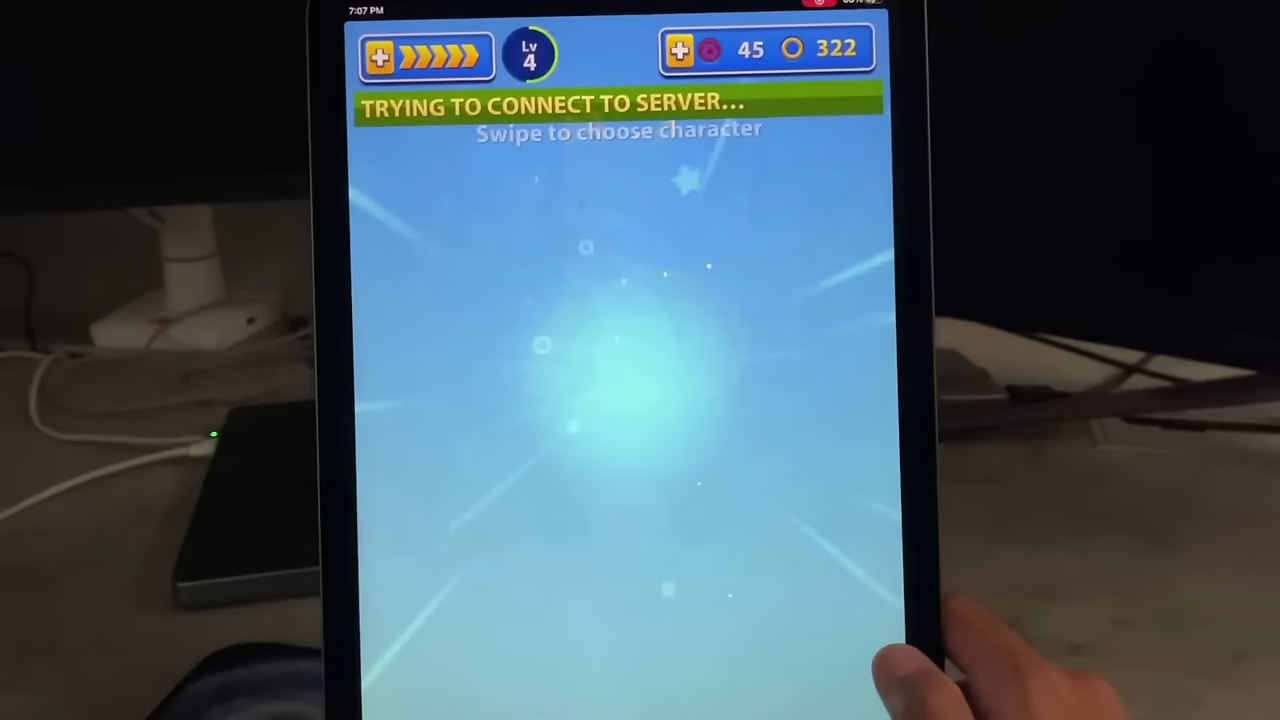 7:07 PM
Lv
4
45
322
TRYING TO CONNECT TO SERVER...
Swipe to choose character